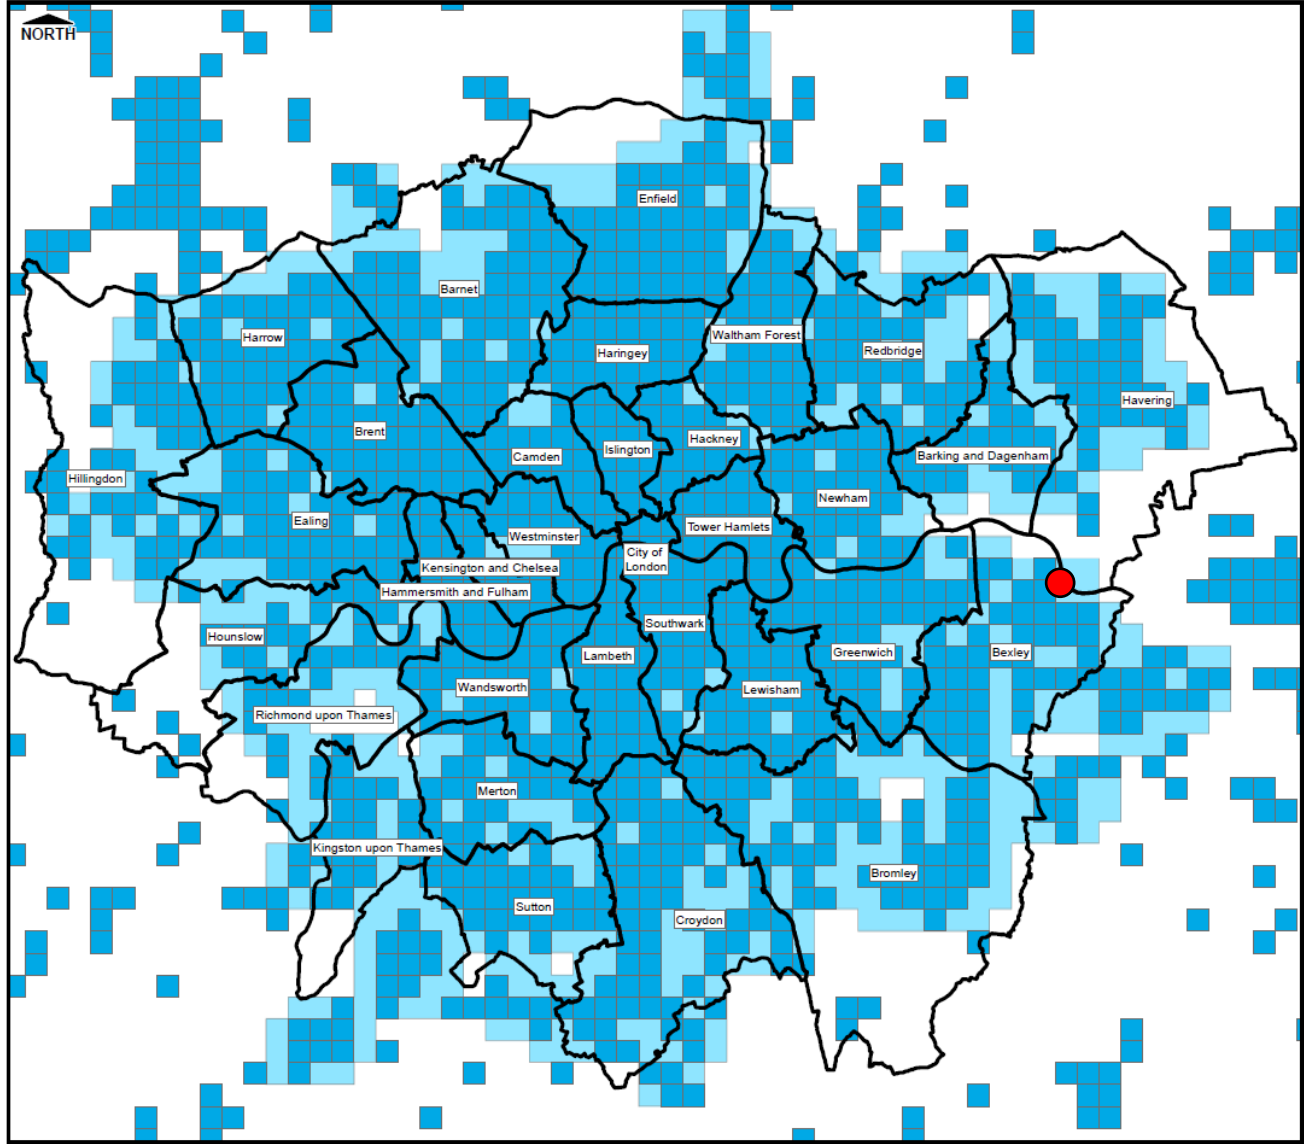 NORTH
Enfield
Barnet
Harrow
Waltham Forest
Haringey
Redbridge
Havering
Brent
Hackney
Islington
Camden
Barking and Dagenham
Hillingdon
Newham
Ealing
Tower Hamlets
Westminster
City of
London
Kensington and Chelsea
Hammersmith and Fulham
Southwark
Hounslow
Lambeth
Greenwich
Bexley
Wandsworth
Lewisham
Richmond upon Thames
Merton
Kingston upon Thames
Bromley
Sutton
Croydon